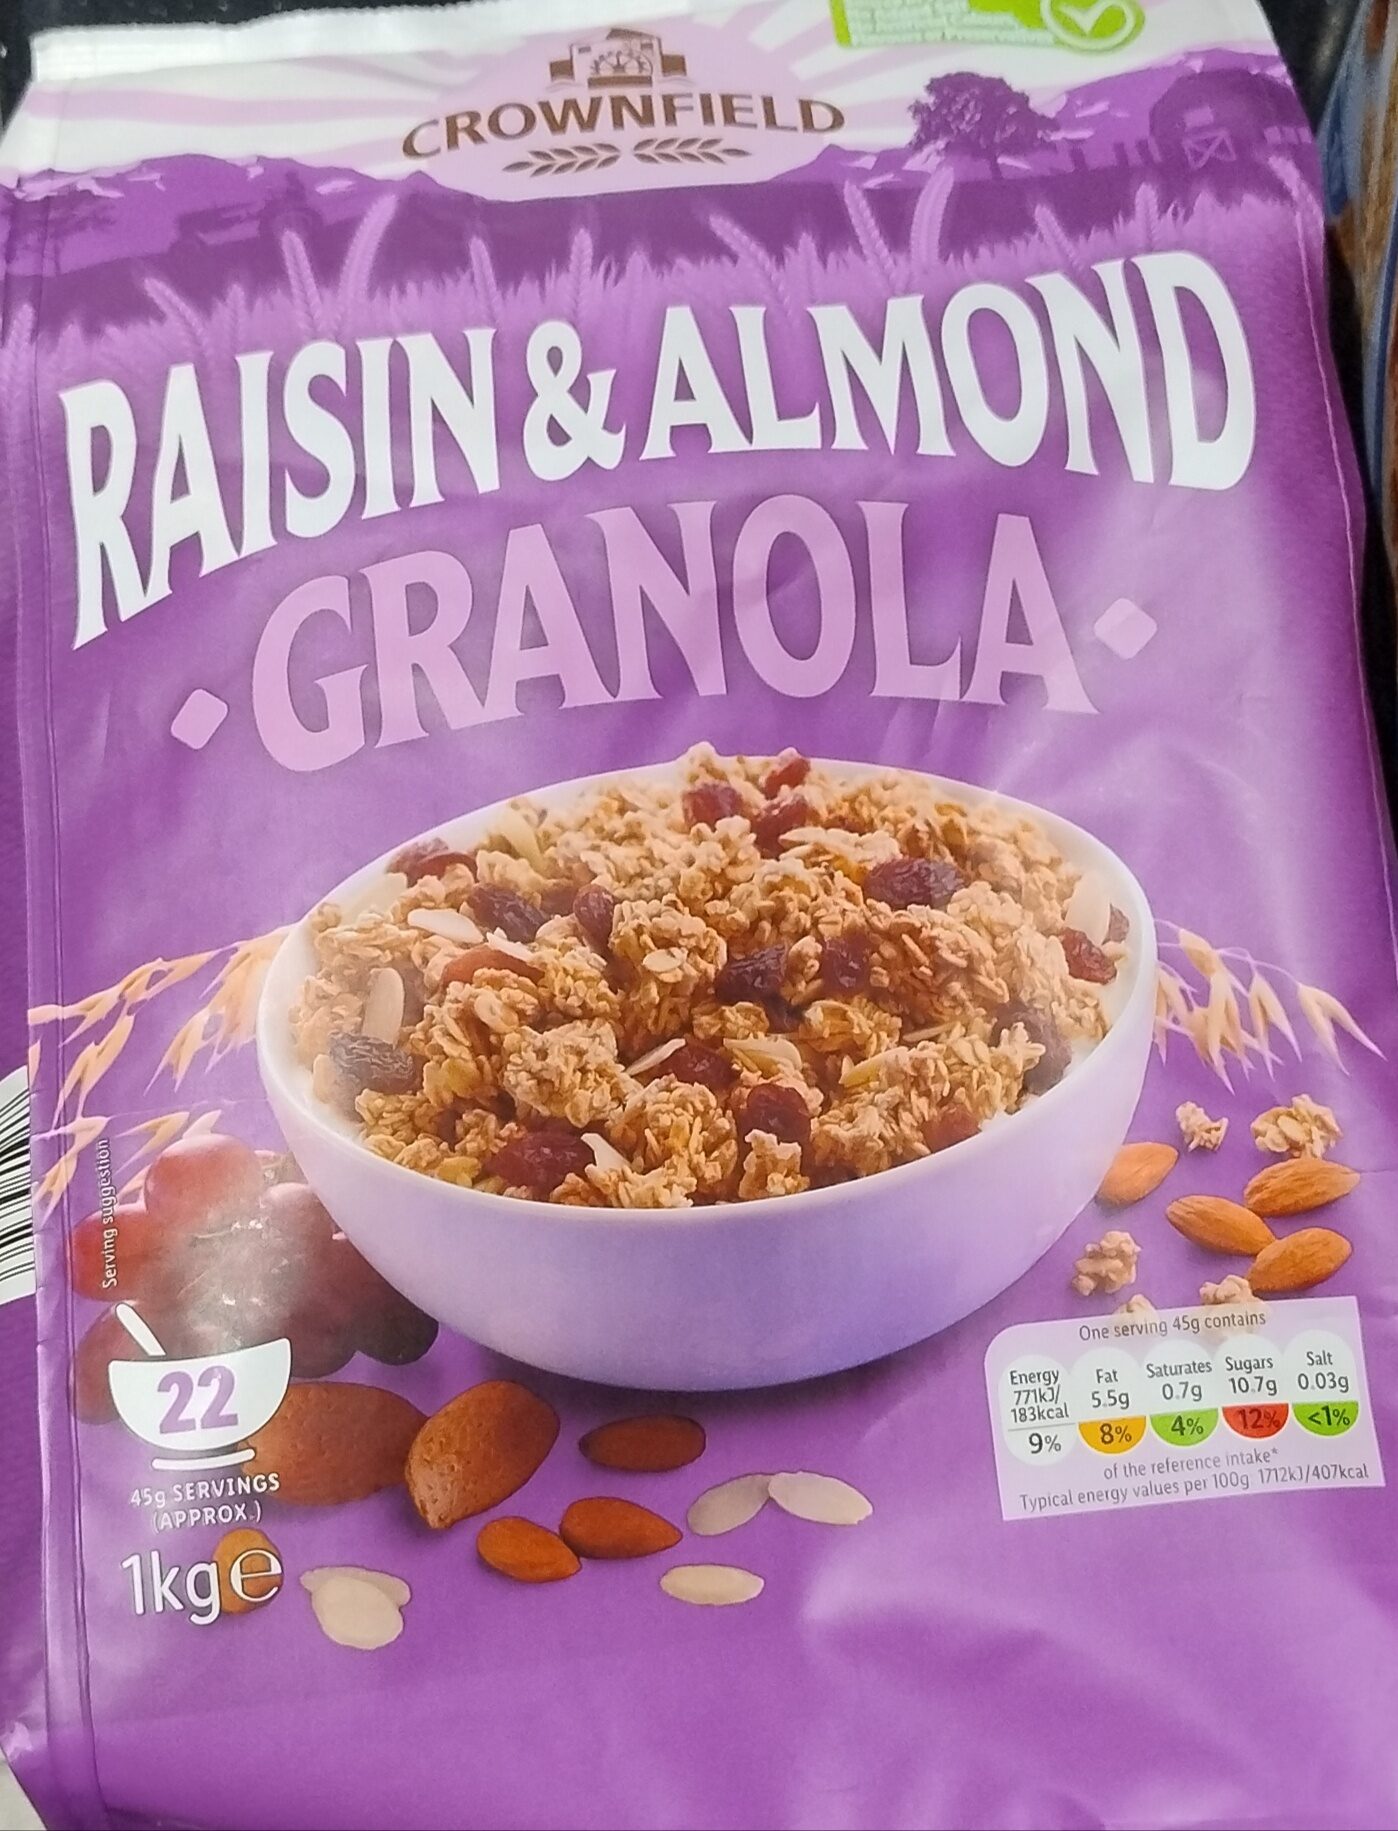 CROWNFIELD
RAISIN & ALMOND
GRANOLA
Serving suggestion
22
45g SERVINGS
(APPROX.)
1kg e
One serving 45g contains
Energy Fat Saturates Sugars Salt
771kJ/ 5.5g 0.7g 10.7g 0.03g
183kcal
9% 8% 4% 12% <1%
of the reference intake*
Typical energy values per 100g 1712kJ/407kcal